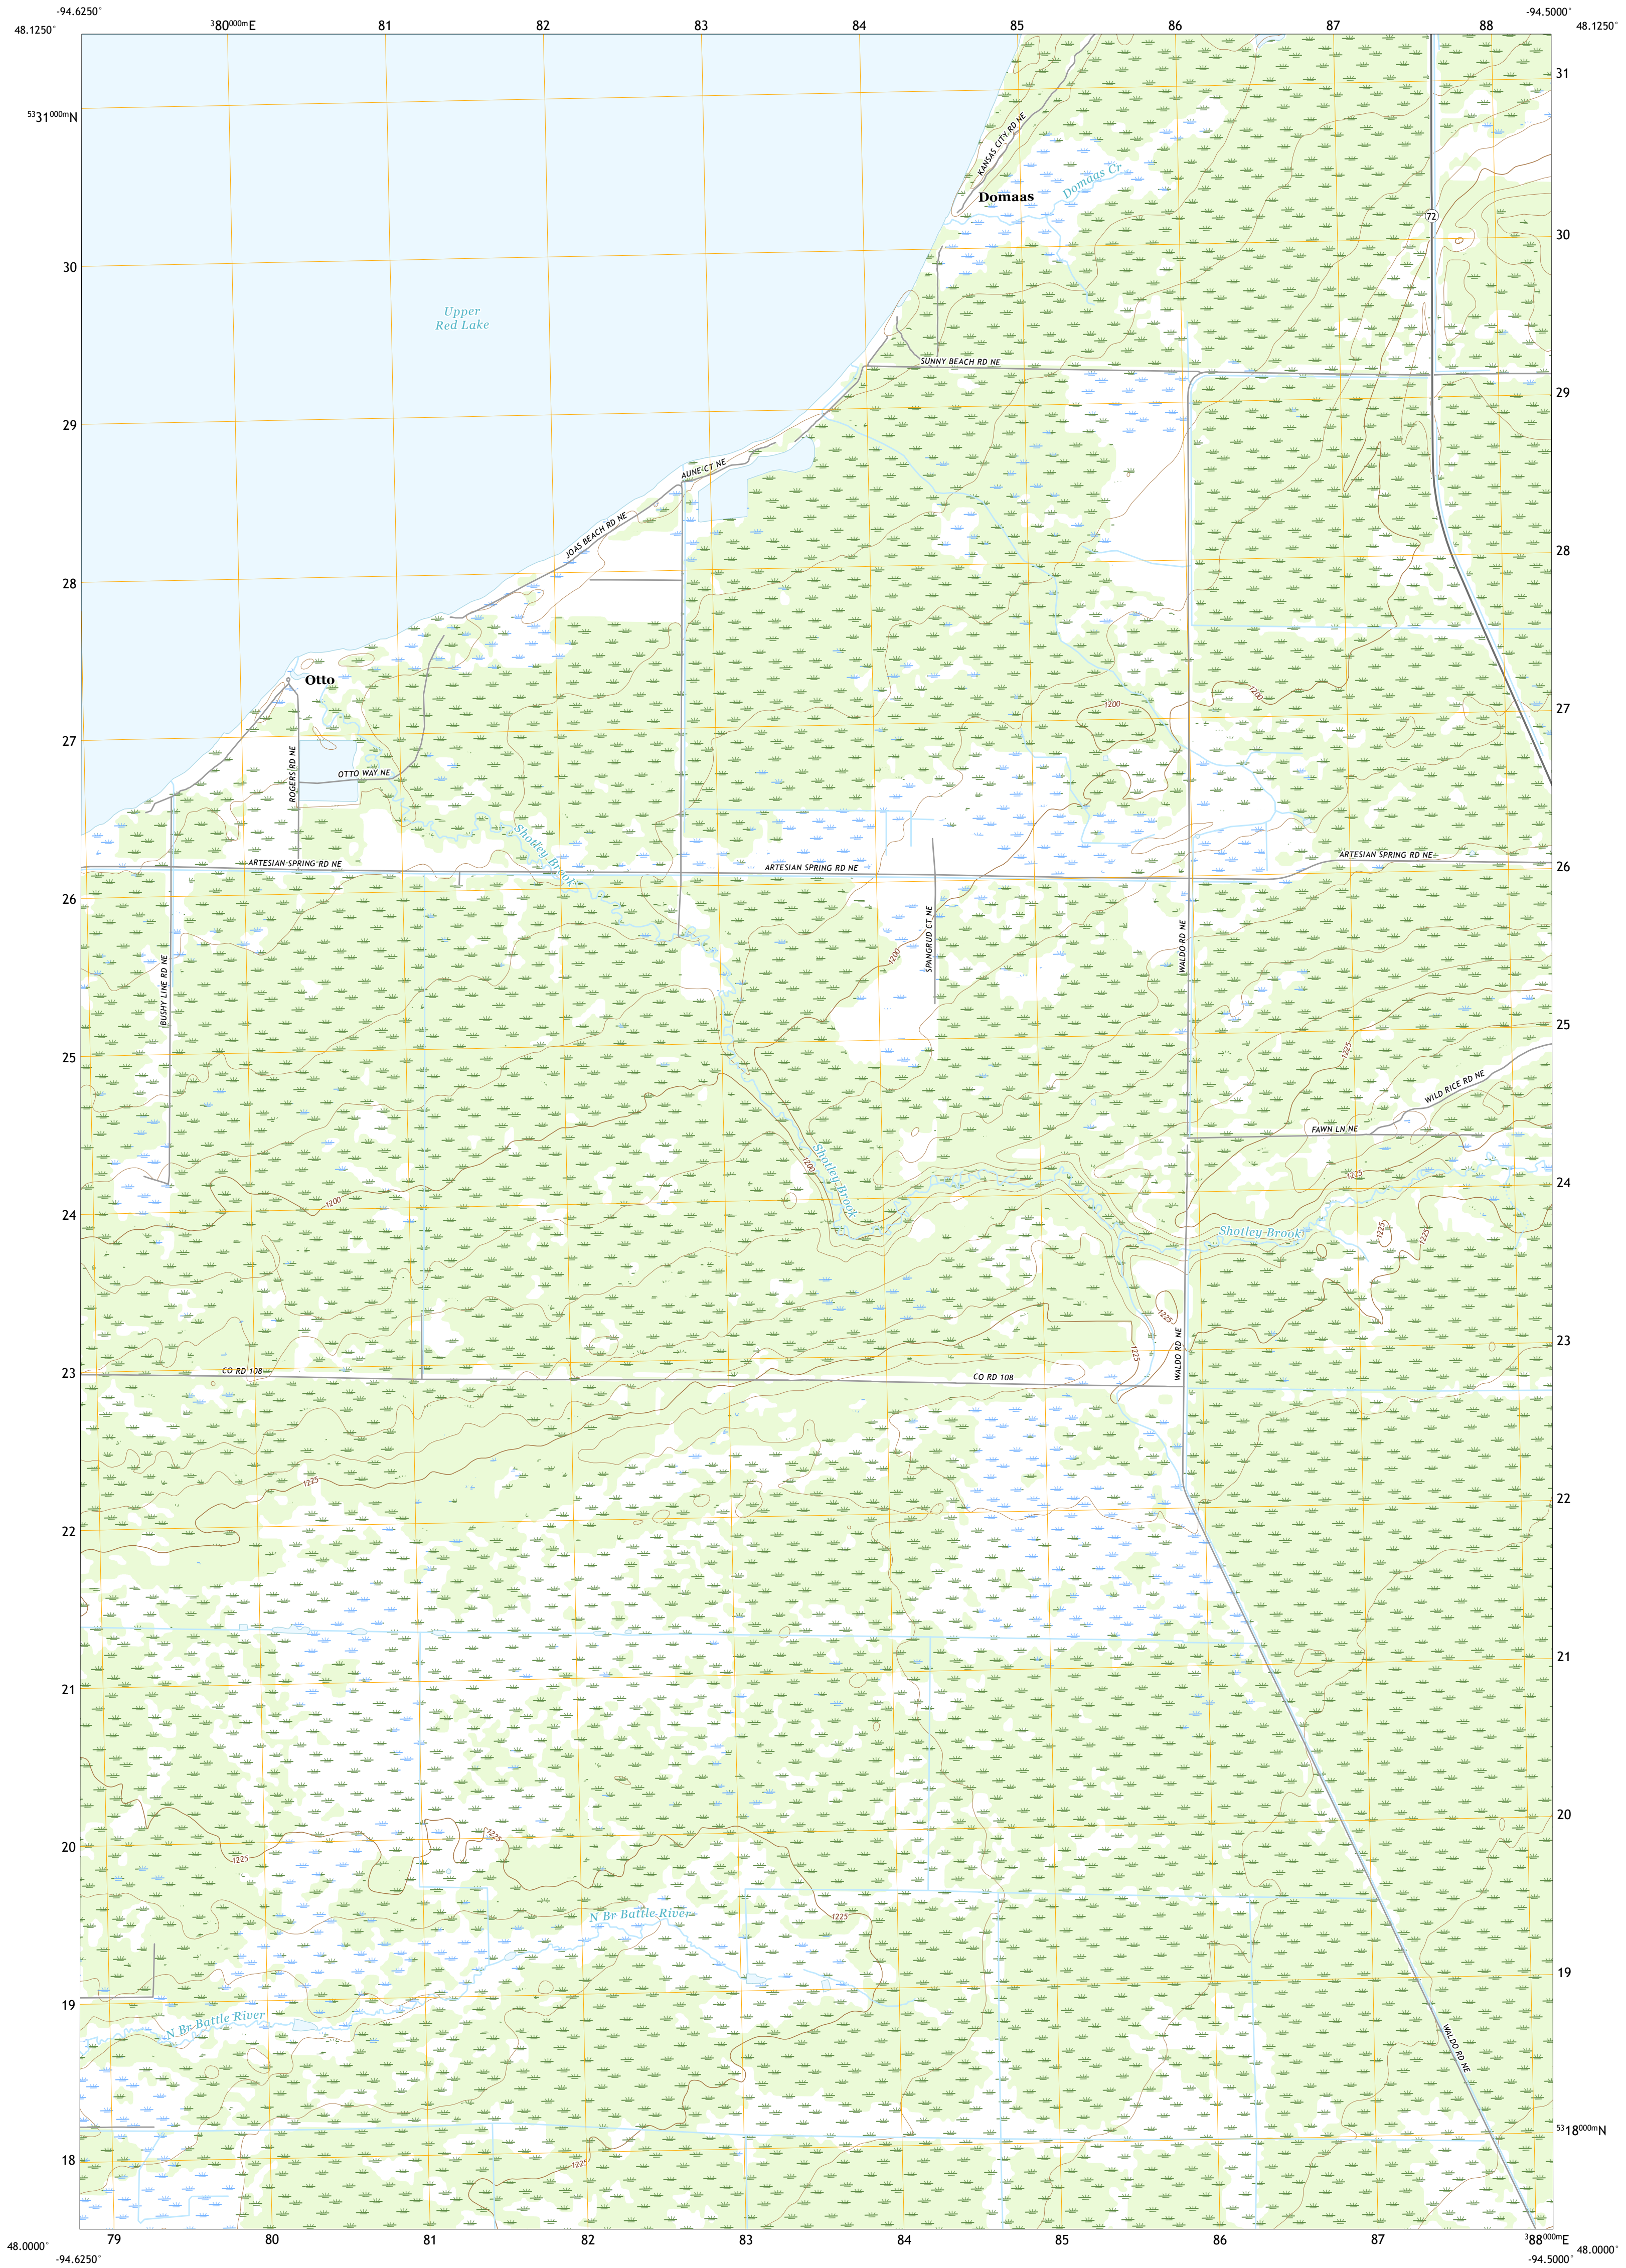 -94.6250°
-94.5000°
48.1250°
³80⁰⁰⁰ᵐE
81
82
83
84
85
86
87
88
48.1250°
31
⁵³31⁰⁰⁰ᵐN
KANSAS CITY RD NE
Domaas Cr
Domaas
72
30
30
Upper
Red Lake
SUNNY BEACH RD NE
29
29
AUNE CT NE
JOAS BEACH RD NE
28
28
Otto
1200
1200
27
27
ROGERS RD NE
OTTO WAY NE
Shotley Brook
ARTESIAN SPRING RD NE
ARTESIAN SPRING RD NE
ARTESIAN SPRING RD NE
26
26
BUSHY LINE RD NE
1200
SPANGRUD CT NE
WALDO RD NE
25
25
1225
WILD RICE RD NE
FAWN LN NE
Shotley Brook
1200
1225
24
24
1200
Shotley Brook
1225
1225
1225
1225
WALDO RD NE
23
23
CO RD 108
CO RD 108
1225
22
22
21
21
20
20
1225
1225
N Br Battle River
1225
19
19
N Br Battle River
WALDO RD NE
⁵³18⁰⁰⁰ᵐN
18
1225
79
80
81
82
83
84
85
86
87
³88⁰⁰⁰ᵐE
48.0000°
48.0000°
-94.6250°
-94.5000°